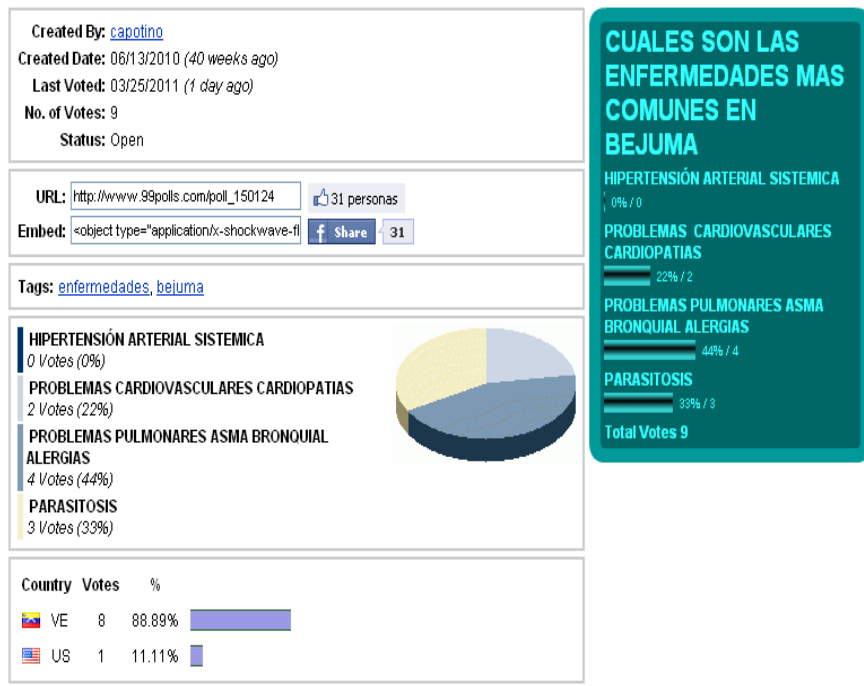 Created By: capotino
Created Date: 06/13/2010 (40 weeks ago)
Last Voted: 03/25/2011 (1 day ago)
No. of Votes: 9
Status: Open
URL: http://www.99polls.com/poll_150124
31 personas
Embed: <object type="application/x-shockwave-fl
f Share 31
Tags: enfermedades, bejuma
HIPERTENSIÓN ARTERIAL SISTEMICA
0 Votes (0%)
PROBLEMAS CARDIOVASCULARES CARDIOPATIAS
2 Votes (22%)
PROBLEMAS PULMONARES ASMA BRONQUIAL
ALERGIAS
4 Votes (44%)
PARASITOSIS
3 Votes (33%)
Country Votes %
VE 8 88.89%
US 1 11.11%
CUALES SON LAS
ENFERMEDADES MAS
COMUNES EN
BEJUMA
HIPERTENSIÓN ARTERIAL SISTEMICA
0% / 0
PROBLEMAS CARDIOVASCULARES
CARDIOPATIAS
22% / 2
PROBLEMAS PULMONARES ASMA
BRONQUIAL ALERGIAS
44% / 4
PARASITOSIS
33% / 3
Total Votes 9